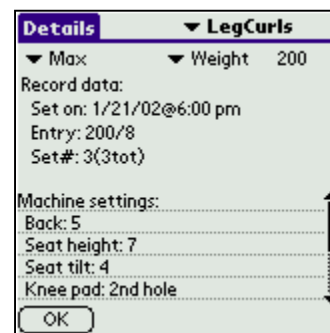 Details LegCurls
Max Weight 200
Record data:
Set on: 1/21/02@6:00 pm
Entry: 200/8
Set#: 3(3tot)
Machine settings:
Back: 5
Seat height: 7
Seat tilt: 4
Knee pad: 2nd hole
OK